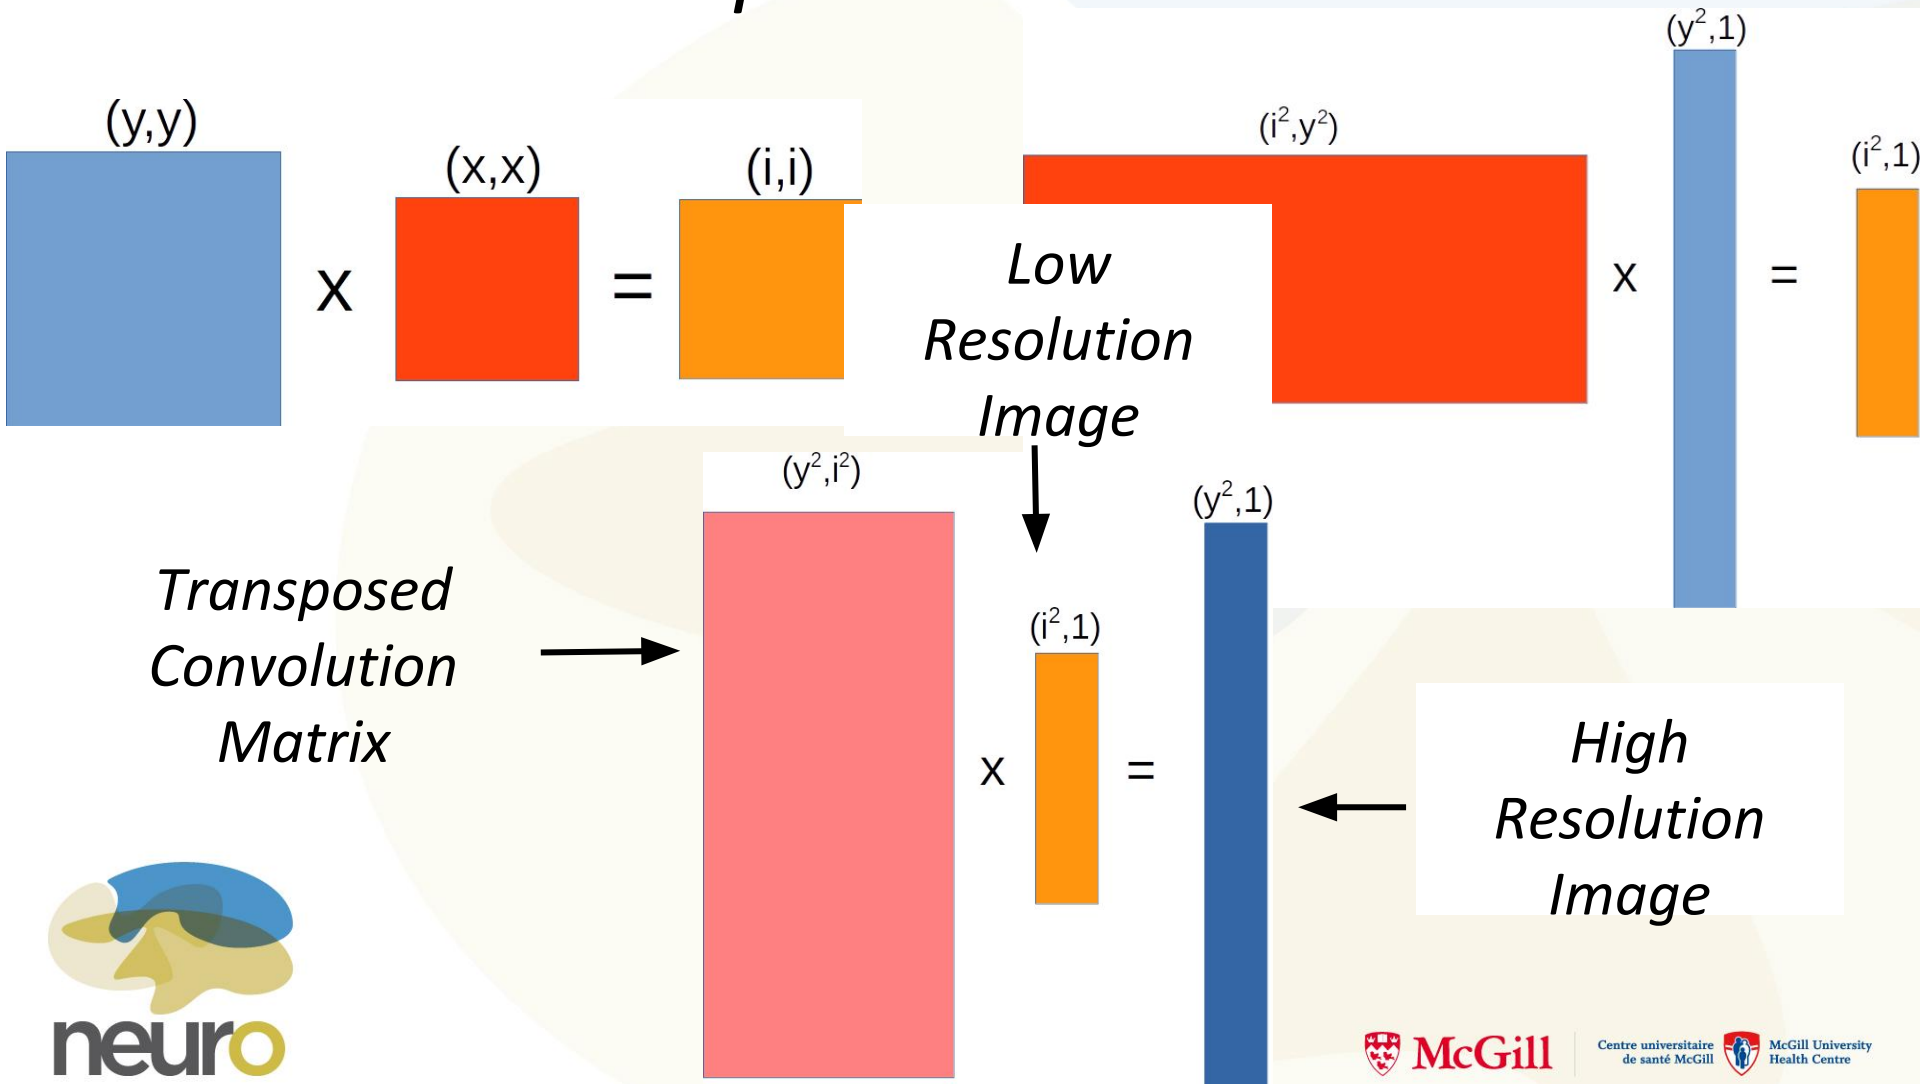 (y,y)
x
(x,x)
=
(i,i)
(i²,y²)
x
(y²,1)
=
(i²,1)
Low
Resolution
Image
Transposed
Convolution
Matrix
(y²,i²)
x
(i²,1)
=
(y²,1)
High
Resolution
Image
neuro
McGill
Centre universitaire
de santé McGill
McGill University
Health Centre